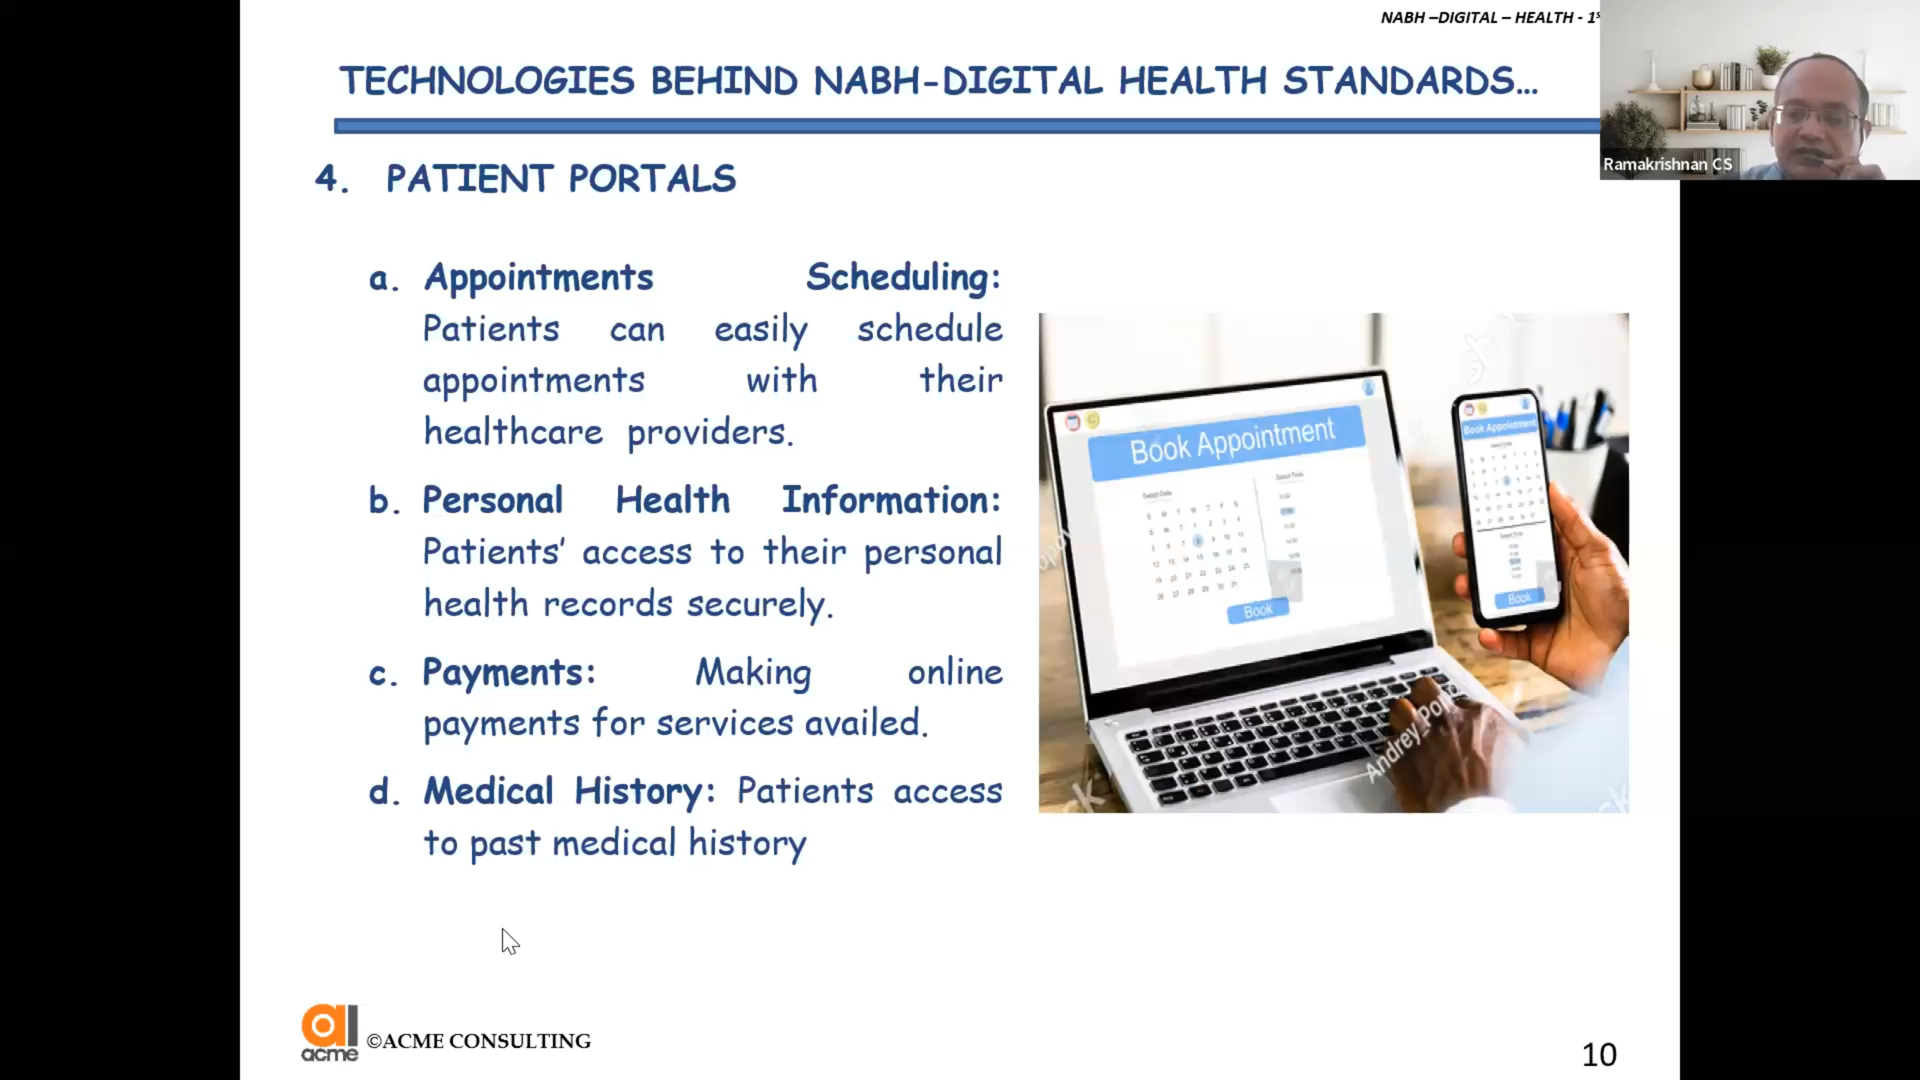 NABH –DIGITAL – HEALTH - 1
TECHNOLOGIES BEHIND NABH-DIGITAL HEALTH STANDARDS...
Ramakrishnan CS
4. PATIENT PORTALS
a. Appointments Scheduling:
Patients can easily schedule
appointments with their
healthcare providers.
b. Personal Health Information:
Patients’ access to their personal
health records securely.
c. Payments: Making online
payments for services availed.
d. Medical History: Patients access
to past medical history
Book Appointment
Book
Book Appointment
Book
Andrey
acme
©ACME CONSULTING
10